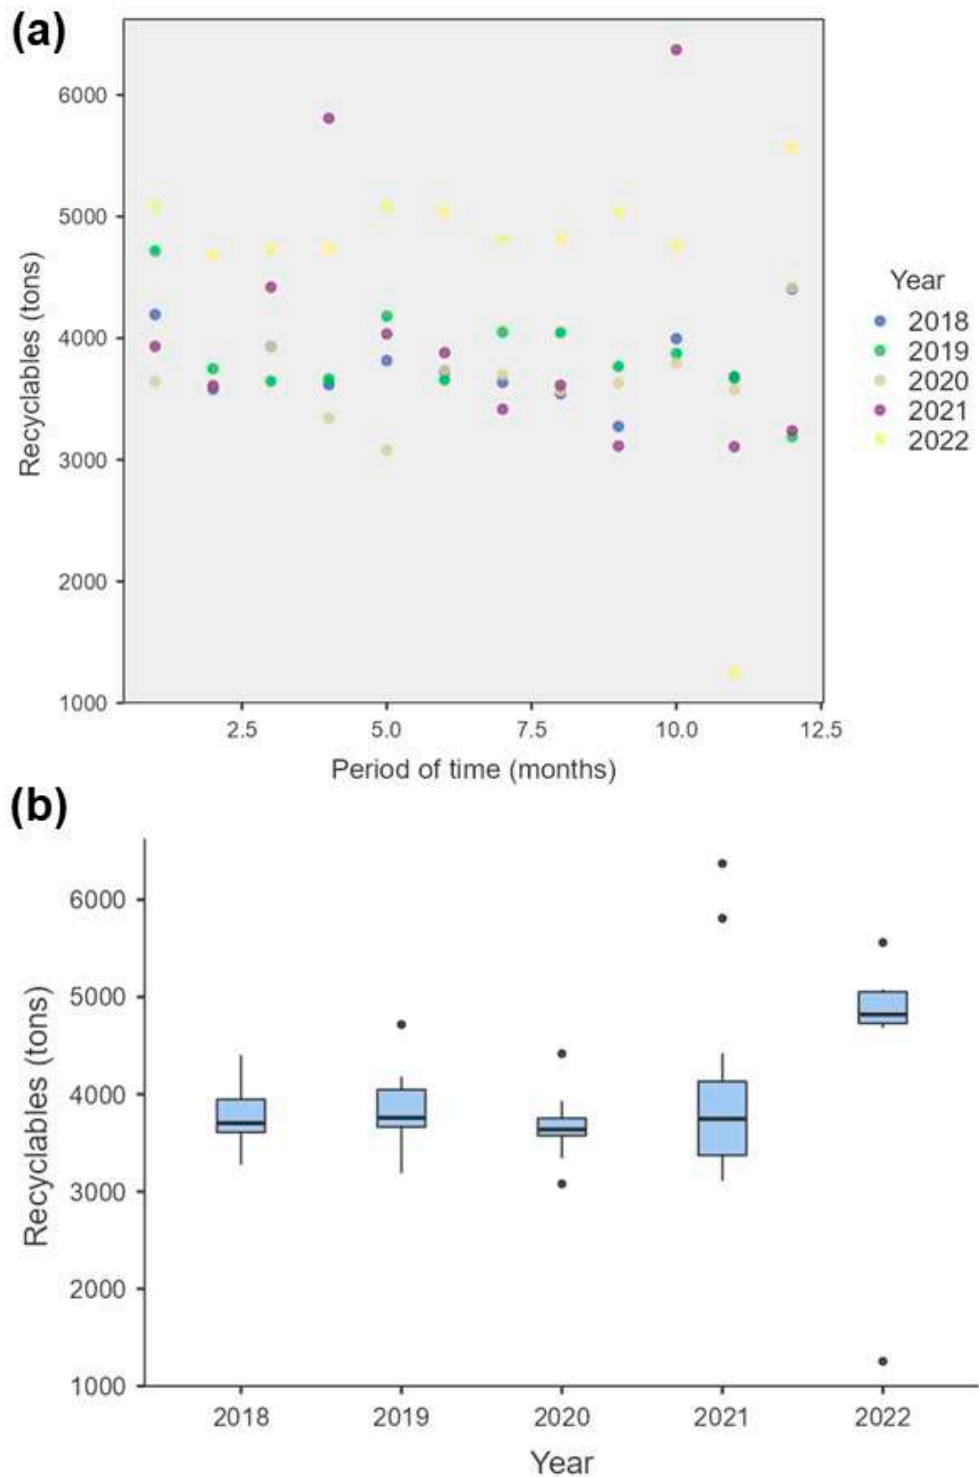 (a)
6000
5000
4000
3000
2000
1000
Recyclables (tons)
2.5 5.0 7.5 10.0 12.5
Period of time (months)
Year
2018
2019
2020
2021
2022
(b)
6000
5000
4000
3000
2000
1000
Recyclables (tons)
2018 2019 2020 2021 2022
Year